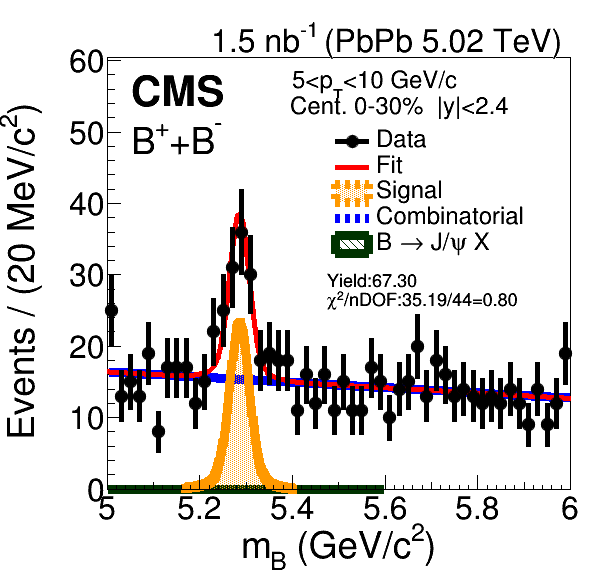 1.5 nb⁻¹ (PbPb 5.02 TeV)
CMS
B⁺+B⁻
5<p_T<10 GeV/c
Cent. 0-30% |y|<2.4
Data
Fit
Signal
Combinatorial
B → J/ψ X
Yield:67.30
χ²/nDOF:35.19/44=0.80
Events / (20 MeV/c²)
60
50
40
30
20
10
0
5 5.2 5.4 5.6 5.8 6
m_B (GeV/c²)